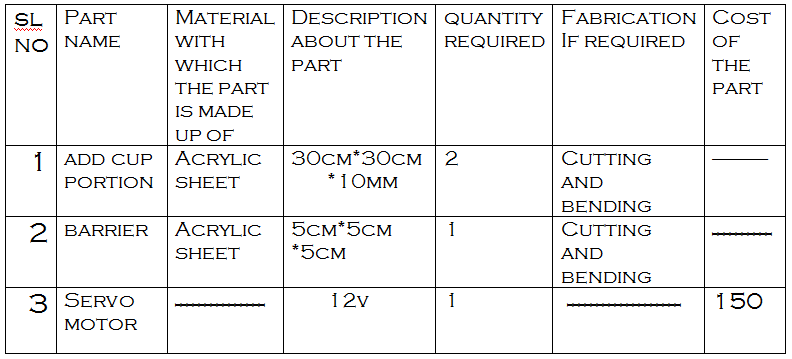 SL
NO
Part
name
Material
with
which
the part
is made
up of
Description
about the
part
quantity
required
Fabrication
If required
Cost
of
the
part
1
add cup
portion
Acrylic
sheet
30cm*30cm
*10mm
2
Cutting
and
bending
2
barrier
Acrylic
sheet
5cm*5cm
*5cm
1
Cutting
and
bending
3
Servo
motor
12v
1
150